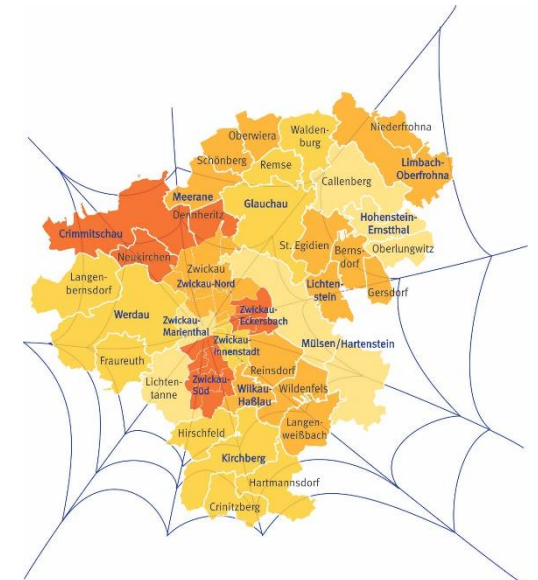 Walden-
burg
Niederfrohna
Oberwiera
Schönberg
Remse
Limbach-
Oberfrohna
Callenberg
Meerane
Glauchau
Dennheritz
Hohenstein-
Ernstthal
Crimmitschau
St. Egidien
Berns-
dorf
Oberlungwitz
Neukirchen
Zwickau
Zwickau-Nord
Langen-
bernsdorf
Lichten-
stein
Gersdorf
Werdau
Zwickau-
Marienthal
Zwickau-
Eckersbach
Zwickau-
Innenstadt
Mülsen/Hartenstein
Fraureuth
Reinsdorf
Lichten-
tanne
Zwickau-
Süd
Wilkau-
Haßlau
Wildenfels
Langen-
weißbach
Hirschfeld
Kirchberg
Hartmannsdorf
Crinitzberg